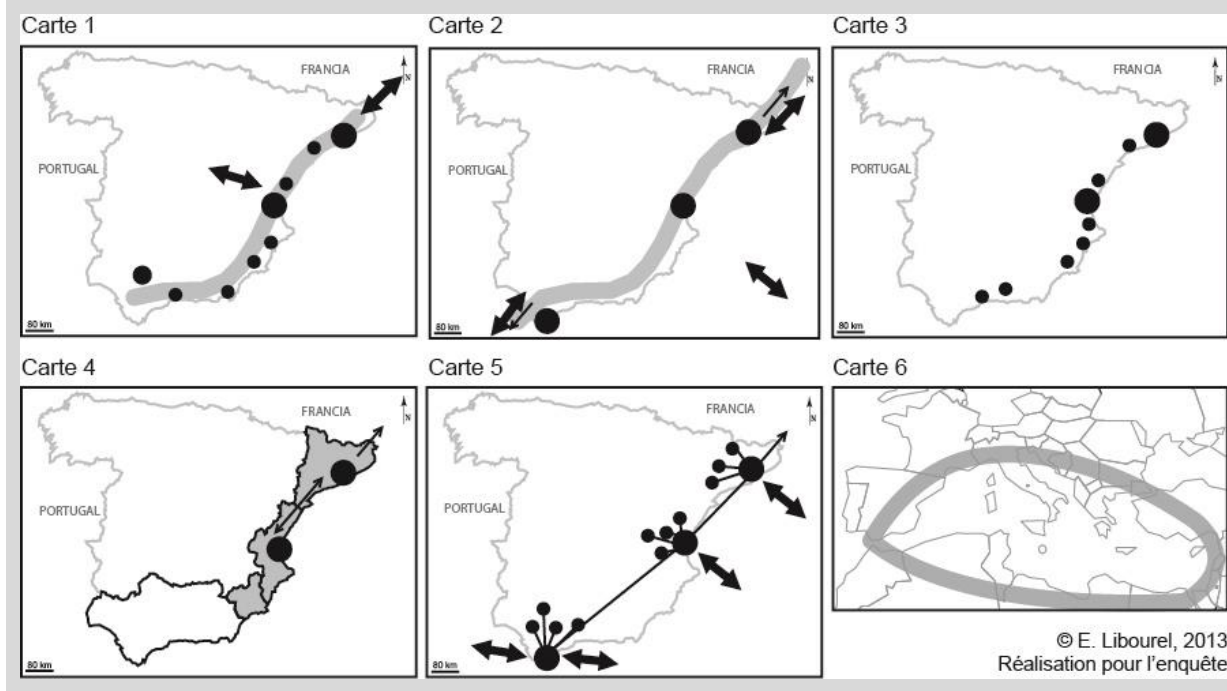 Carte 1
FRANCIA
N
PORTUGAL
80 km
Carte 2
FRANCIA
N
PORTUGAL
80 km
Carte 3
FRANCIA
N
PORTUGAL
80 km
Carte 4
FRANCIA
N
PORTUGAL
80 km
Carte 5
FRANCIA
N
PORTUGAL
80 km
Carte 6
© E. Libourel, 2013
Réalisation pour l'enquête